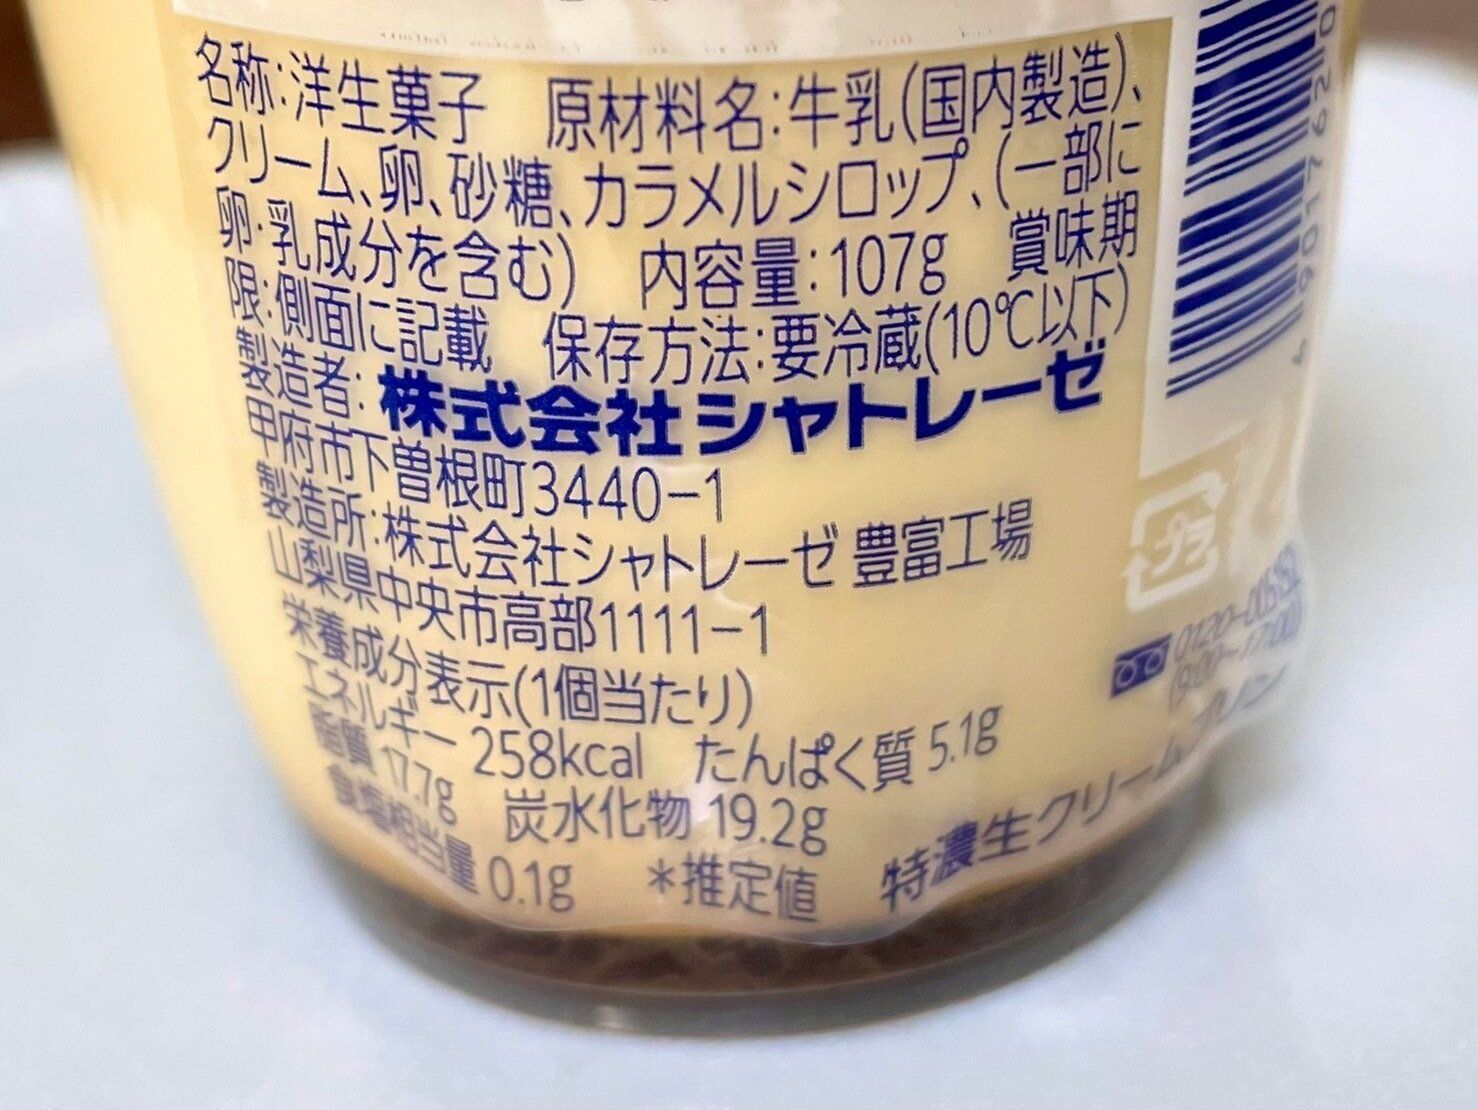 名称:洋生菓子 原材料名:牛乳(国内製造)、
クリーム、卵、砂糖、カラメルシロップ、(一部に
卵・乳成分を含む) 内容量:107g 賞味期
限:側面に記載 保存方法:要冷蔵(10℃以下)
製造者:株式会社シャトレーゼ
甲府市下曽根町3440-1
製造所:株式会社シャトレーゼ 豊富工場
山梨県中央市高部1111-1
栄養成分表示(1個当たり)
エネルギー 258kcal たんぱく質 5.1g
脂質 17.7g 炭水化物 19.2g
食塩相当量 0.1g *推定値
特濃生クリームプリン
プラ
(9:00~17:00)